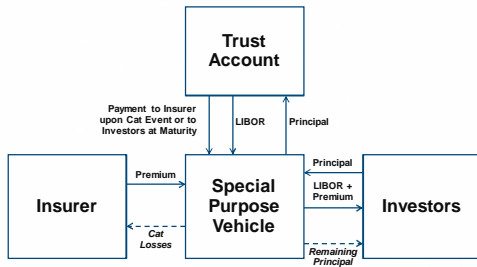 Trust
Account
Payment to Insurer
upon Cat Event or to
Investors at Maturity
LIBOR
Principal
Insurer
Premium
Cat
Losses
Special
Purpose
Vehicle
Principal
LIBOR +
Premium
Remaining
Principal
Investors